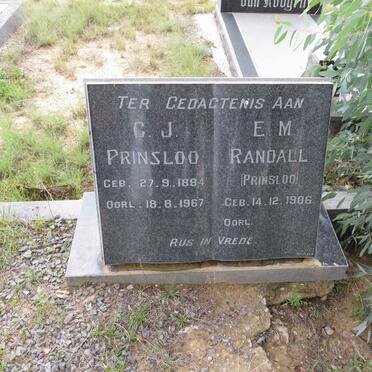 TER GEDACTENIS AAN
G. J.
PRINSLOO
GEB. 27.9.1884
OORL. 18.8.1967
E. M.
RANDALL
(PRINSLOO)
GEB. 14.12.1906
OORL.
RUS IN VREDE